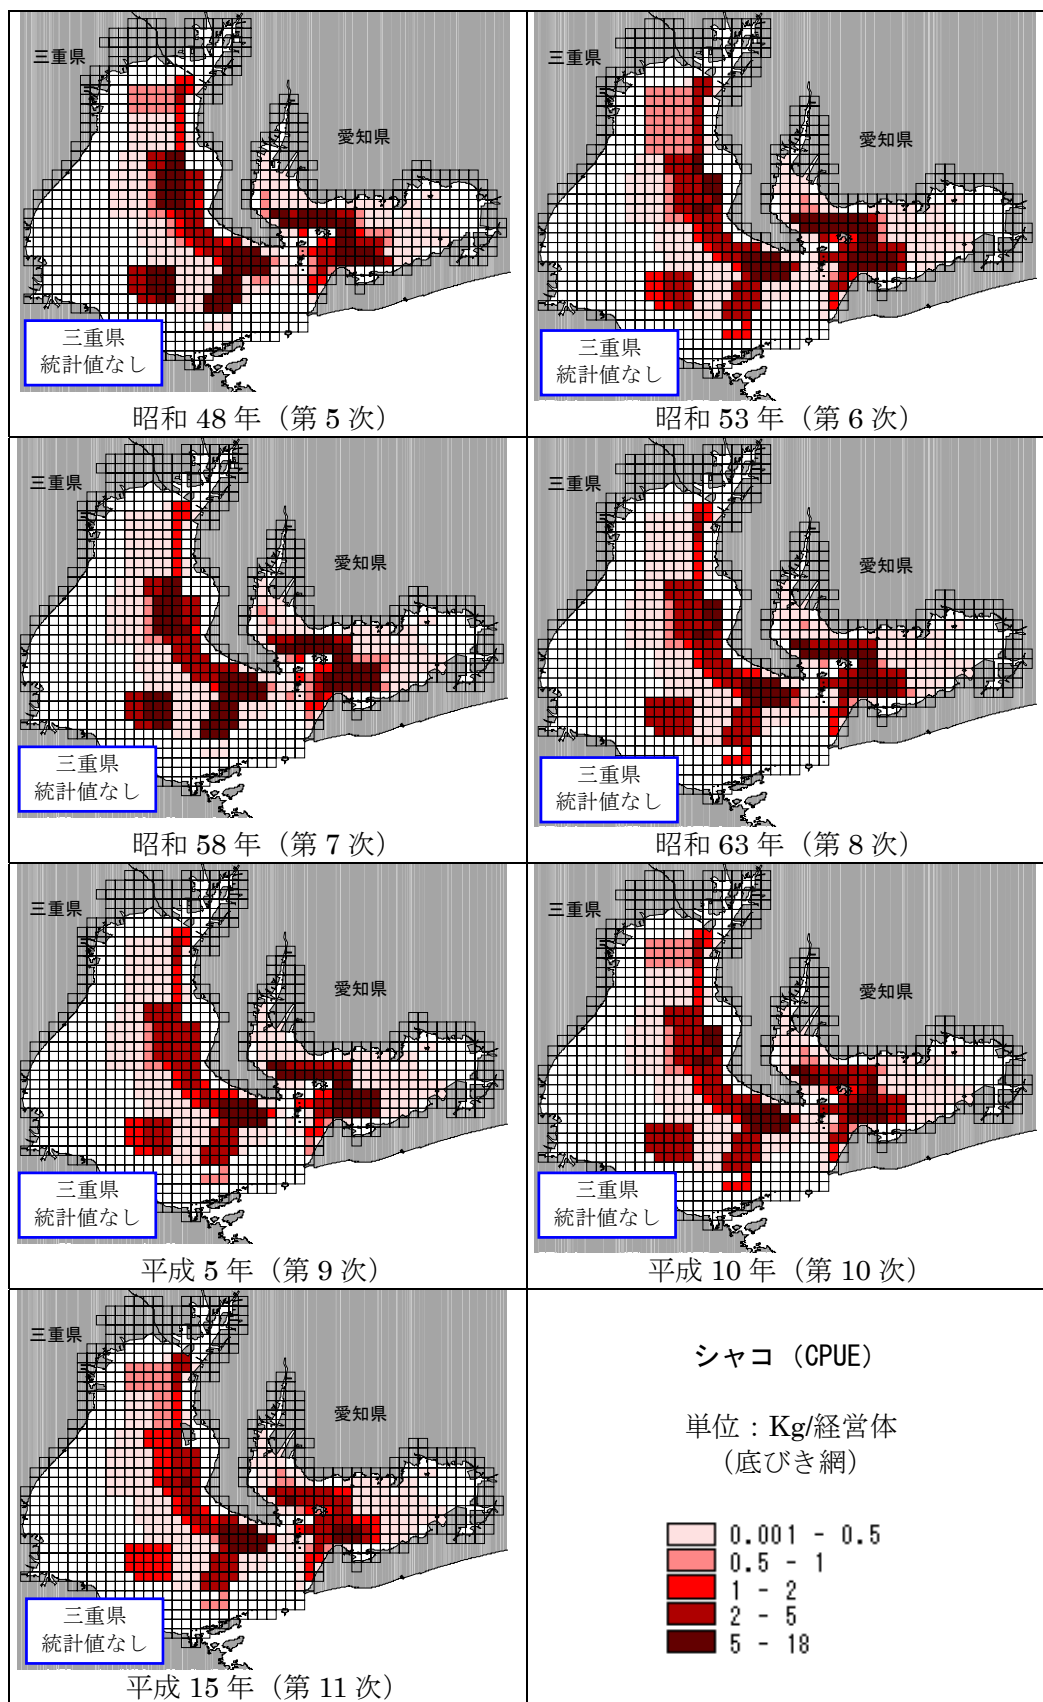 三重県
愛知県
三重県
統計値なし
昭和 48 年（第 5 次）
三重県
愛知県
三重県
統計値なし
昭和 53 年（第 6 次）
三重県
愛知県
三重県
統計値なし
昭和 58 年（第 7 次）
三重県
愛知県
三重県
統計値なし
昭和 63 年（第 8 次）
三重県
愛知県
三重県
統計値なし
平成 5 年（第 9 次）
三重県
愛知県
三重県
統計値なし
平成 10 年（第 10 次）
三重県
愛知県
三重県
統計値なし
平成 15 年（第 11 次）
シャコ（CPUE）
単位：Kg/経営体
（底びき網）
0.001 - 0.5
0.5 - 1
1 - 2
2 - 5
5 - 18